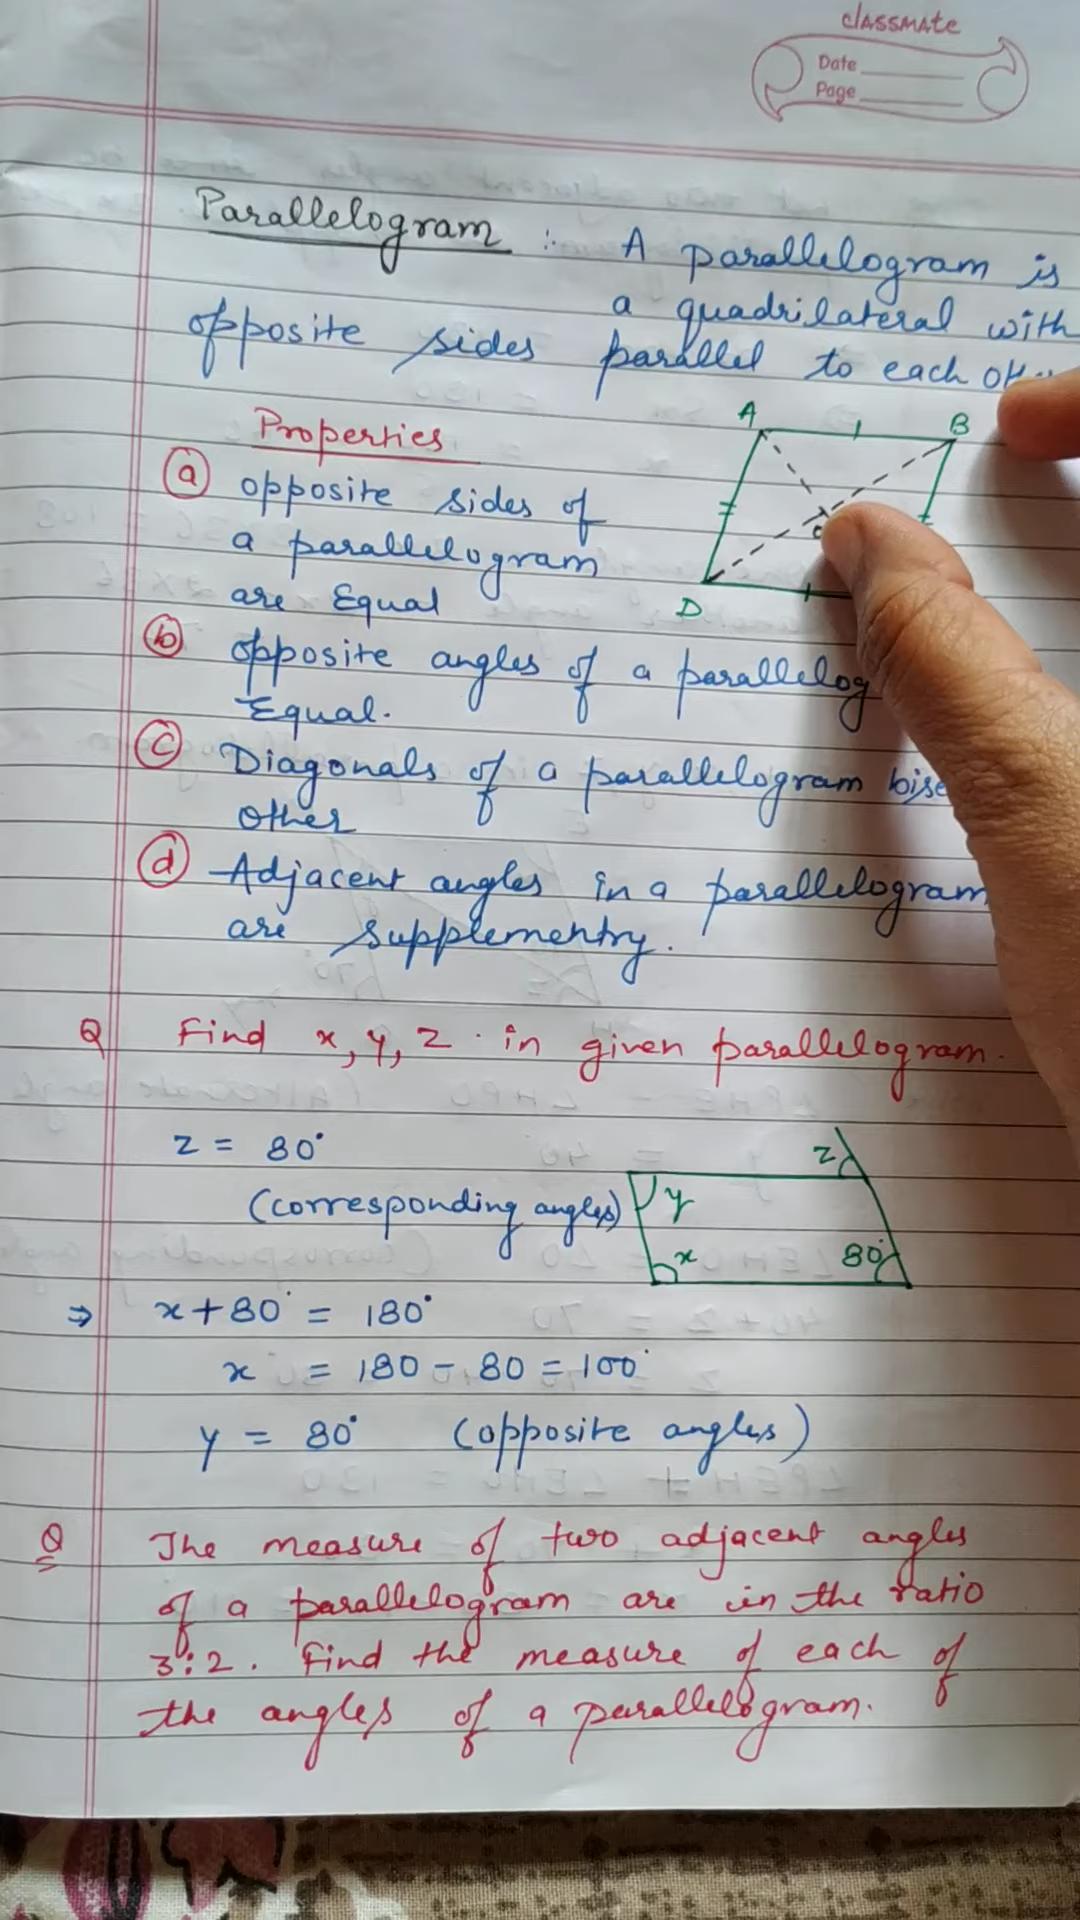 classmate
Date
Page
Parallelogram :. A parallelogram is
a quadrilateral with
opposite sides parallel to each
Properties
A B
(a) opposite sides of
a parallelogram
are Equal
D
(b) opposite angles of a
Equal.
(c) Diagonals of a parallelogram
other
(d) Adjacent angles in a parallelogram
are supplementry.
Q Find x, y, z. in given parallelogram.
z = 80°
z
(corresponding angles)
y
x 80°
⇒ x + 80° = 180°
x = 180 - 80 = 100°
y = 80° (opposite angles)
Q The measure of two adjacent angles
of a parallelogram are in the ratio
3:2. Find the measure of each of
the angles of a parallelogram.